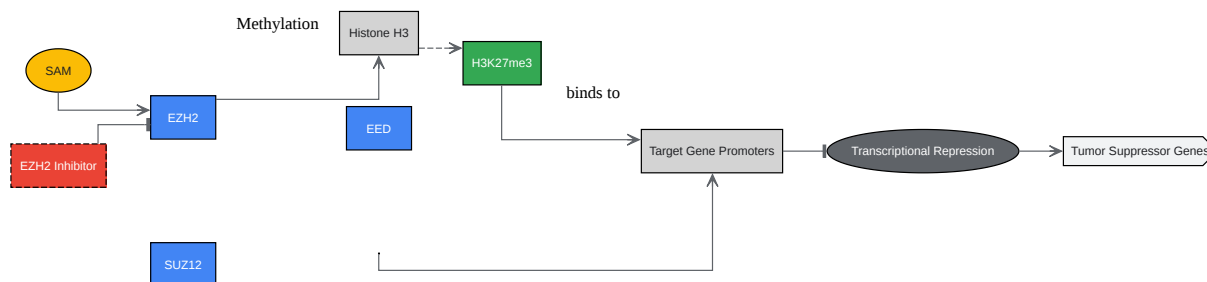 Methylation
Histone H3
SAM
H3K27me3
EZH2
EED
binds to
EZH2 Inhibitor
Target Gene Promoters
Transcriptional Repression
Tumor Suppressor Genes
SUZ12